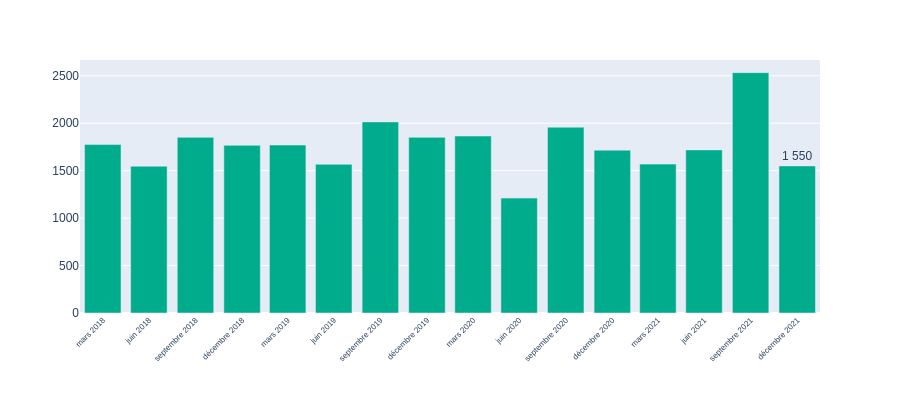 2500
2000
1500
1000
500
0
1 550
mars 2018
juin 2018
septembre 2018
décembre 2018
mars 2019
juin 2019
septembre 2019
décembre 2019
mars 2020
juin 2020
septembre 2020
décembre 2020
mars 2021
juin 2021
septembre 2021
décembre 2021